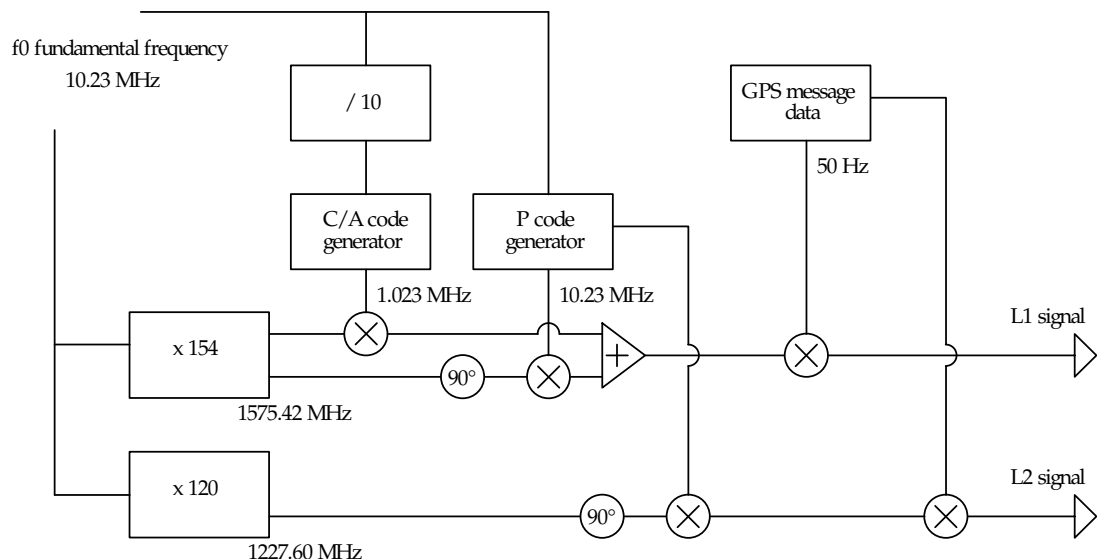 f0 fundamental frequency
10.23 MHz
/ 10
GPS message
data
50 Hz
C/A code
generator
P code
generator
1.023 MHz
10.23 MHz
x 154
90°
L1 signal
1575.42 MHz
x 120
90°
L2 signal
1227.60 MHz